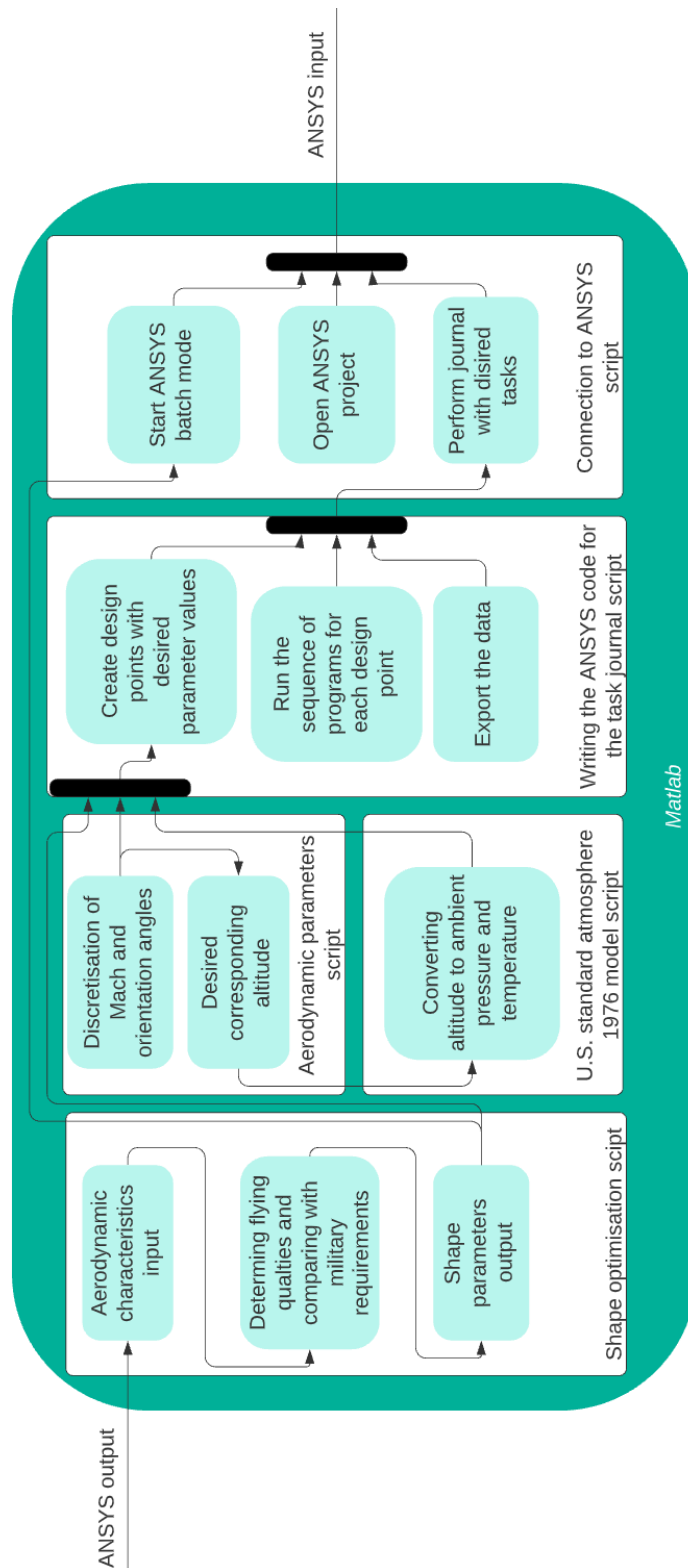 ANSYS output
Aerodynamic
characteristics
input
Determing flying
qualties and
comparing with
military
requirements
Shape
parameters
output
Shape optimisation scipt
Discretisation of
Mach and
orientation angles
Desired
corresponding
altitude
Aerodynamic parameters
script
Converting
altitude to ambient
pressure and
temperature
U.S. standard atmosphere
1976 model script
Create design
points with
desired
parameter values
Run the
sequence of
programs for
each design
point
Export the data
Writing the ANSYS code for
the task journal script
Start ANSYS
batch mode
Open ANSYS
project
Perform journal
with disired
tasks
Connection to ANSYS
script
ANSYS input
Matlab